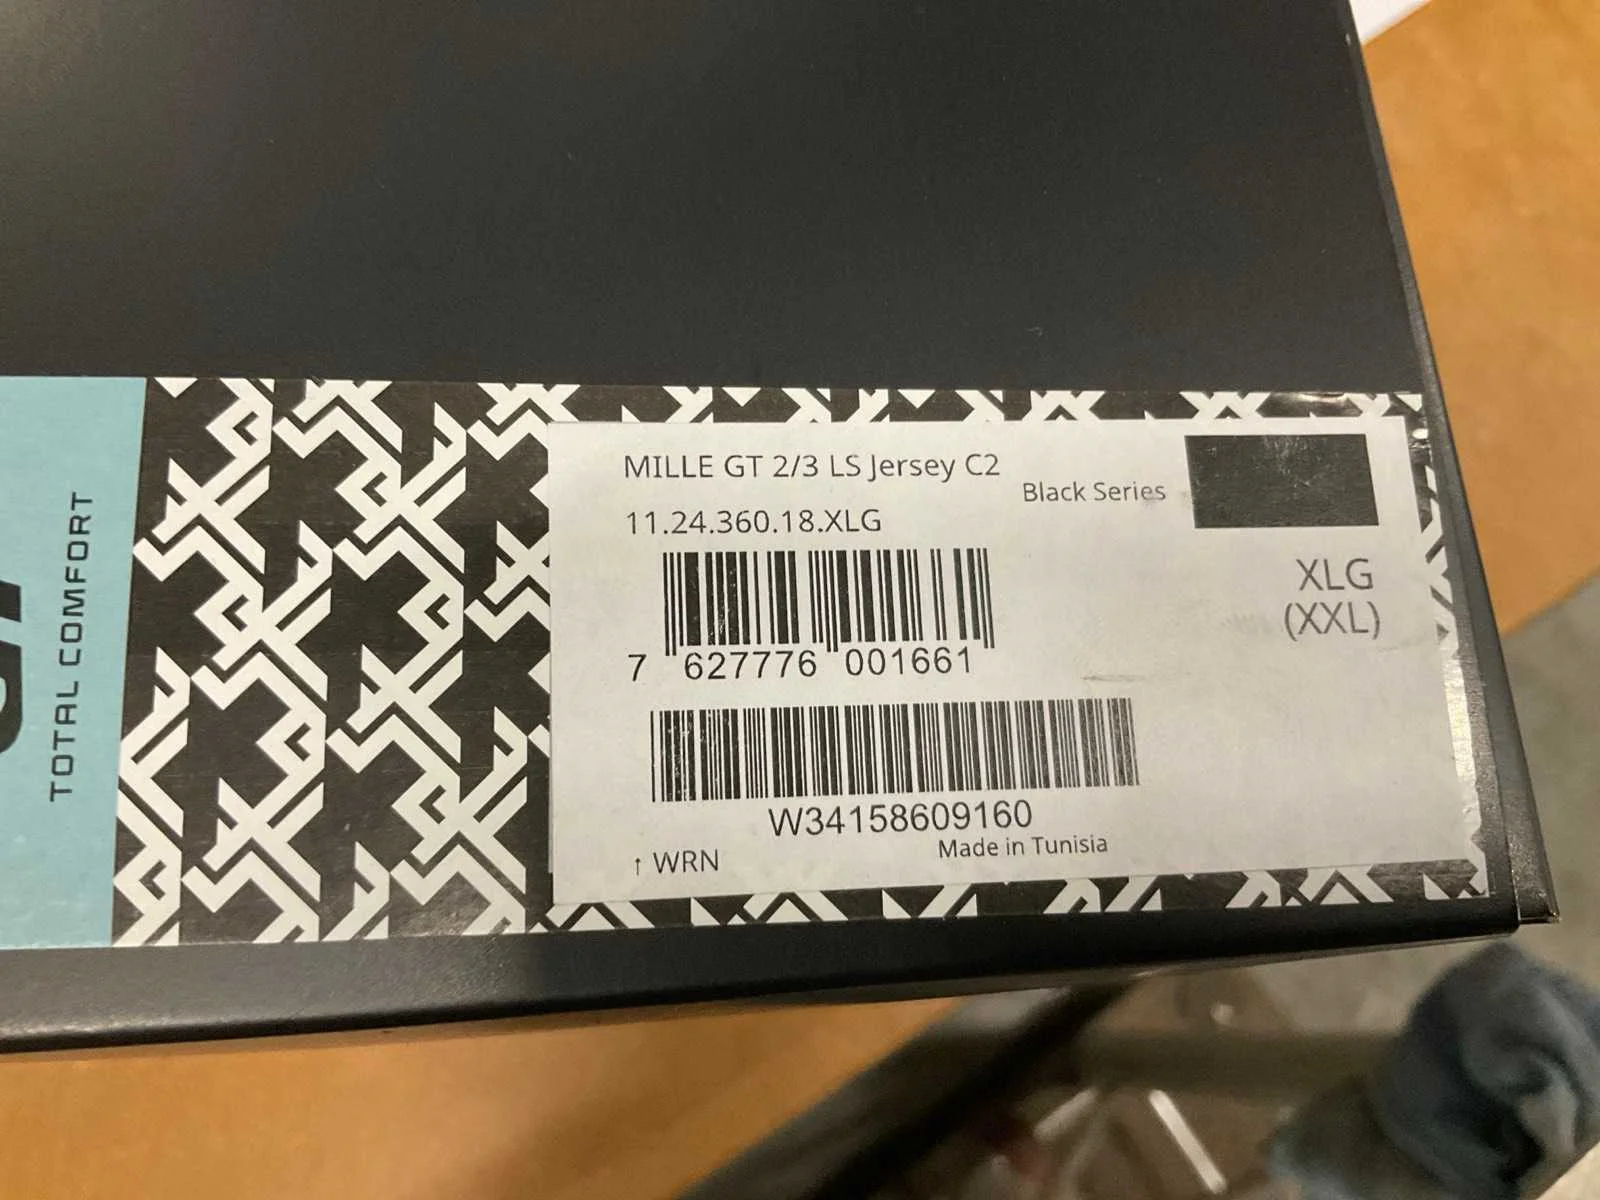 TOTAL COMFORT
MILLE GT 2/3 LS Jersey C2
Black Series
11.24.360.18.XLG
XLG
(XXL)
7 627776 001661
W34158609160
Made in Tunisia
↑ WRN